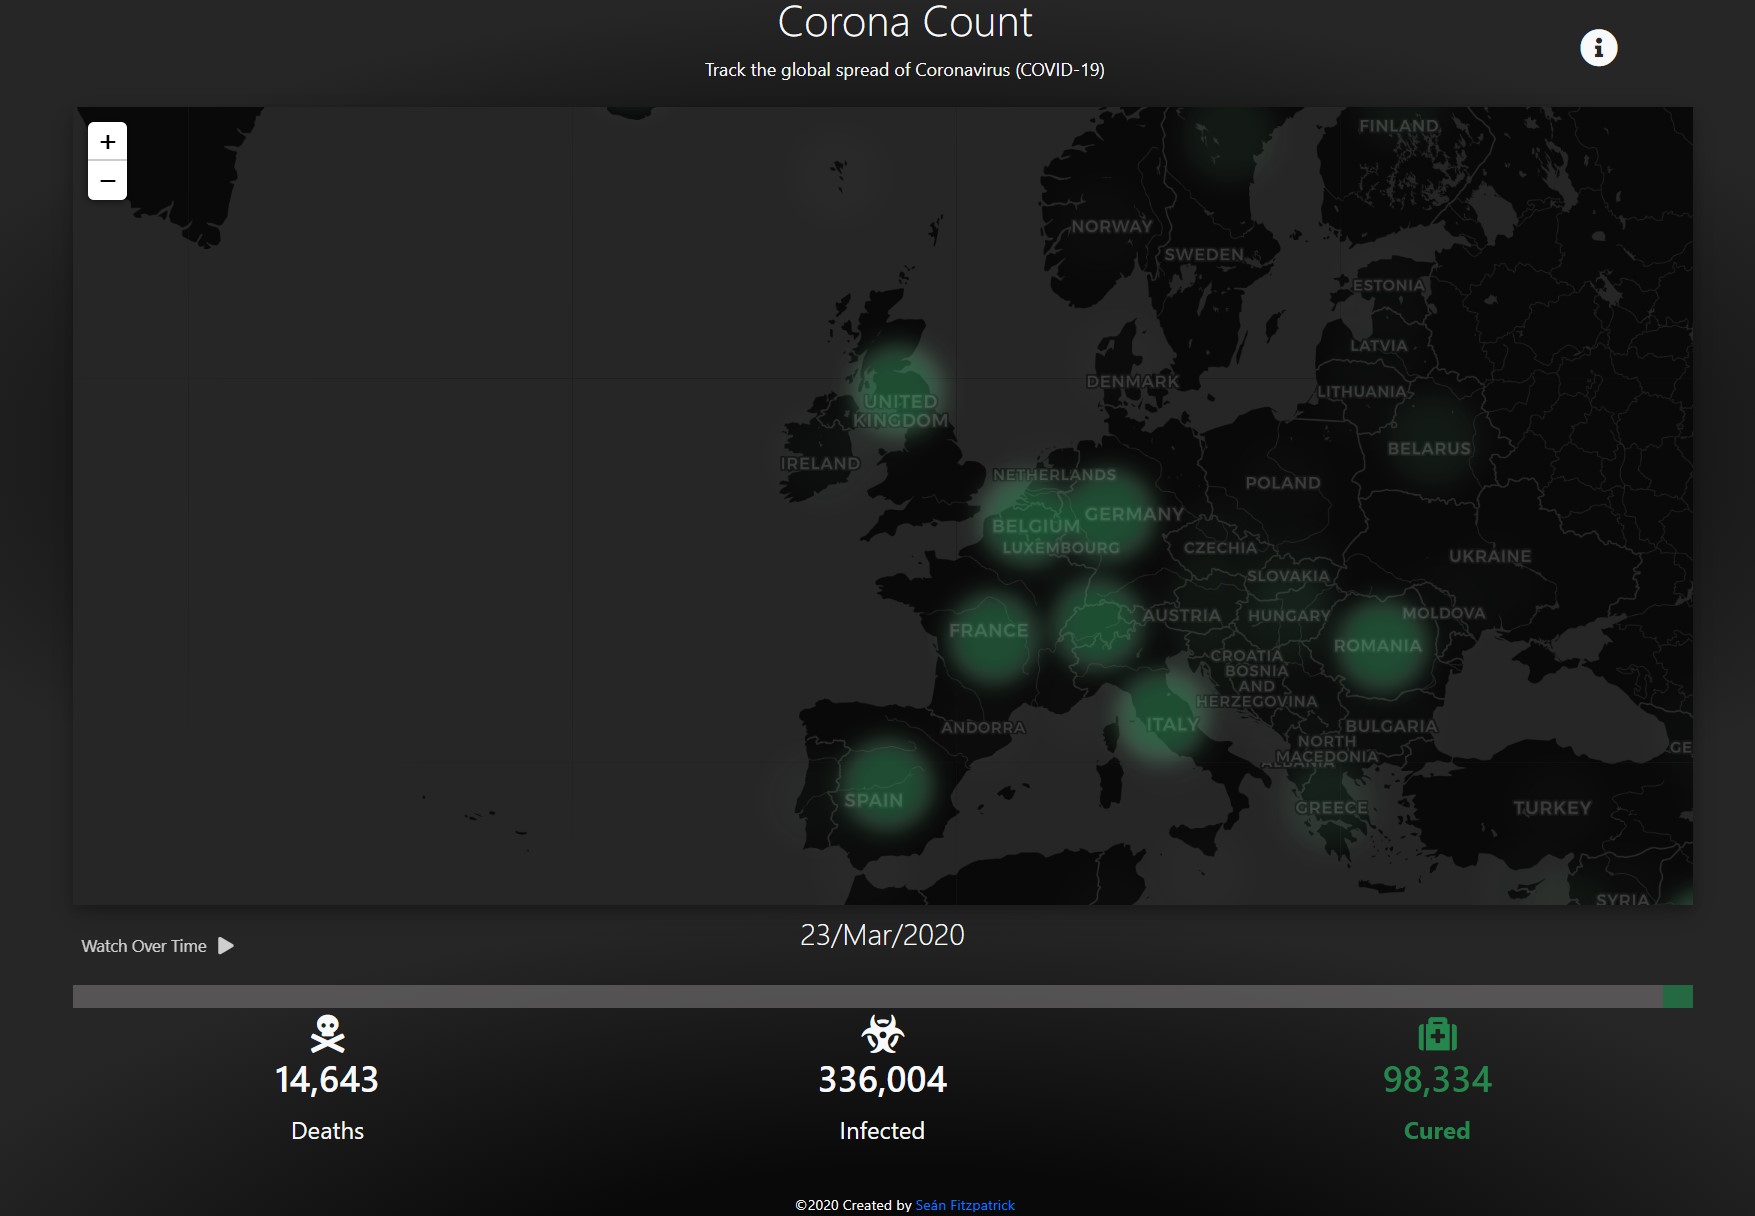 Corona Count
Track the global spread of Coronavirus (COVID-19)
+
−
FINLAND
NORWAY
SWEDEN
ESTONIA
LATVIA
DENMARK
LITHUANIA
UNITED
KINGDOM
BELARUS
IRELAND
NETHERLANDS
POLAND
GERMANY
BELGIUM
LUXEMBOURG
CZECHIA
UKRAINE
SLOVAKIA
AUSTRIA
HUNGARY
MOLDOVA
FRANCE
ROMANIA
CROATIA
BOSNIA
AND
HERZEGOVINA
ITALY
ANDORRA
BULGARIA
NORTH
MACEDONIA
GE
SPAIN
GREECE
TURKEY
SYRIA
Watch Over Time
23/Mar/2020
14,643
Deaths
336,004
Infected
98,334
Cured
©2020 Created by Seán Fitzpatrick